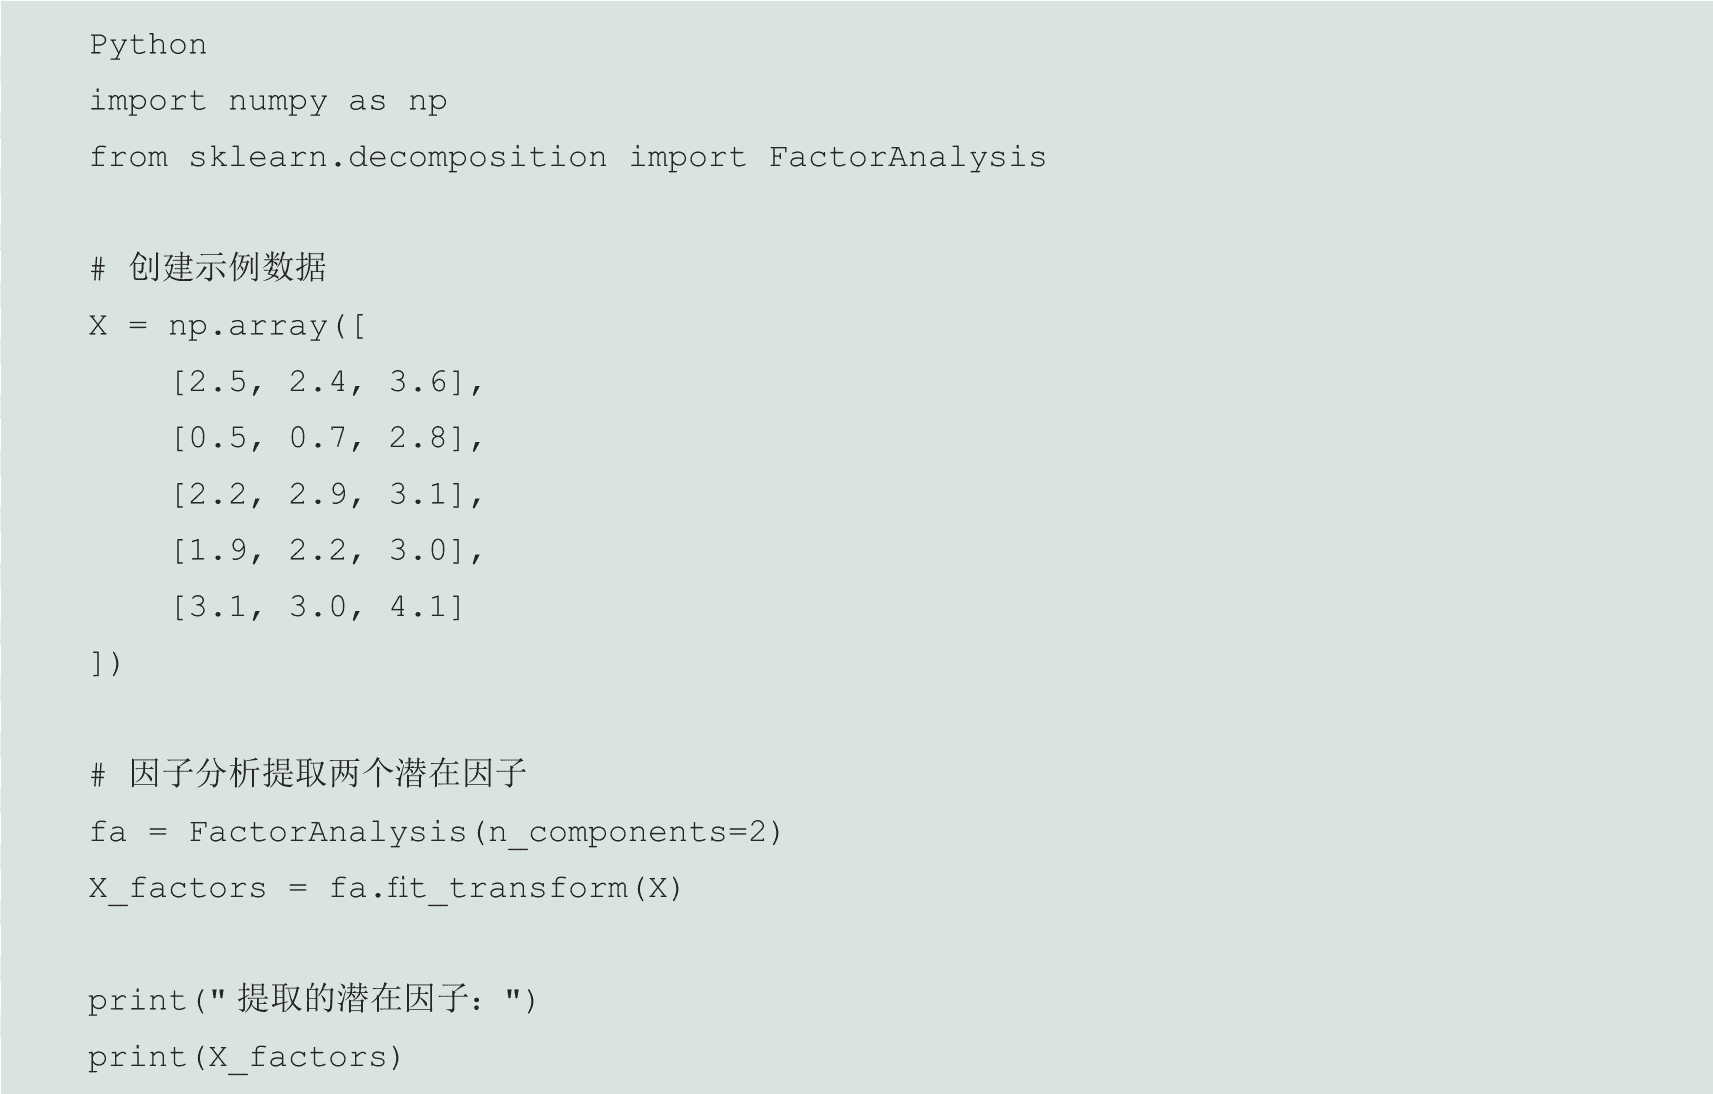 Python
import numpy as np
from sklearn.decomposition import FactorAnalysis
# 创建示例数据
X = np.array([
    [2.5, 2.4, 3.6],
    [0.5, 0.7, 2.8],
    [2.2, 2.9, 3.1],
    [1.9, 2.2, 3.0],
    [3.1, 3.0, 4.1]
])
# 因子分析提取两个潜在因子
fa = FactorAnalysis(n_components=2)
X_factors = fa.fit_transform(X)
print("提取的潜在因子：")
print(X_factors)